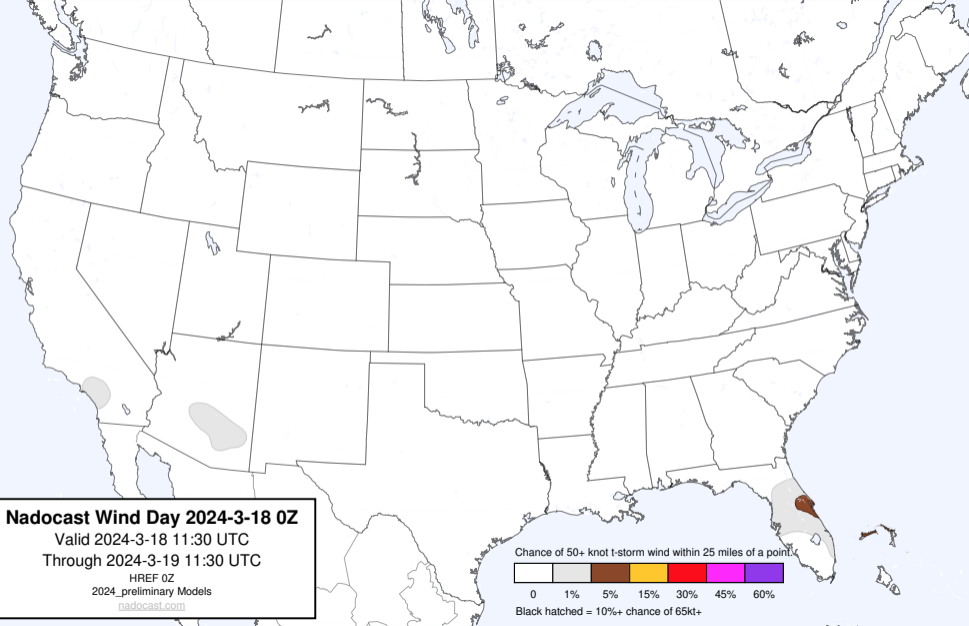 Nadocast Wind Day 2024-3-18 0Z
Valid 2024-3-18 11:30 UTC
Through 2024-3-19 11:30 UTC
HREF 0Z
2024_preliminary Models
nadocast.com
Chance of 50+ knot t-storm wind within 25 miles of a point.
0 1% 5% 15% 30% 45% 60%
Black hatched = 10%+ chance of 65kt+